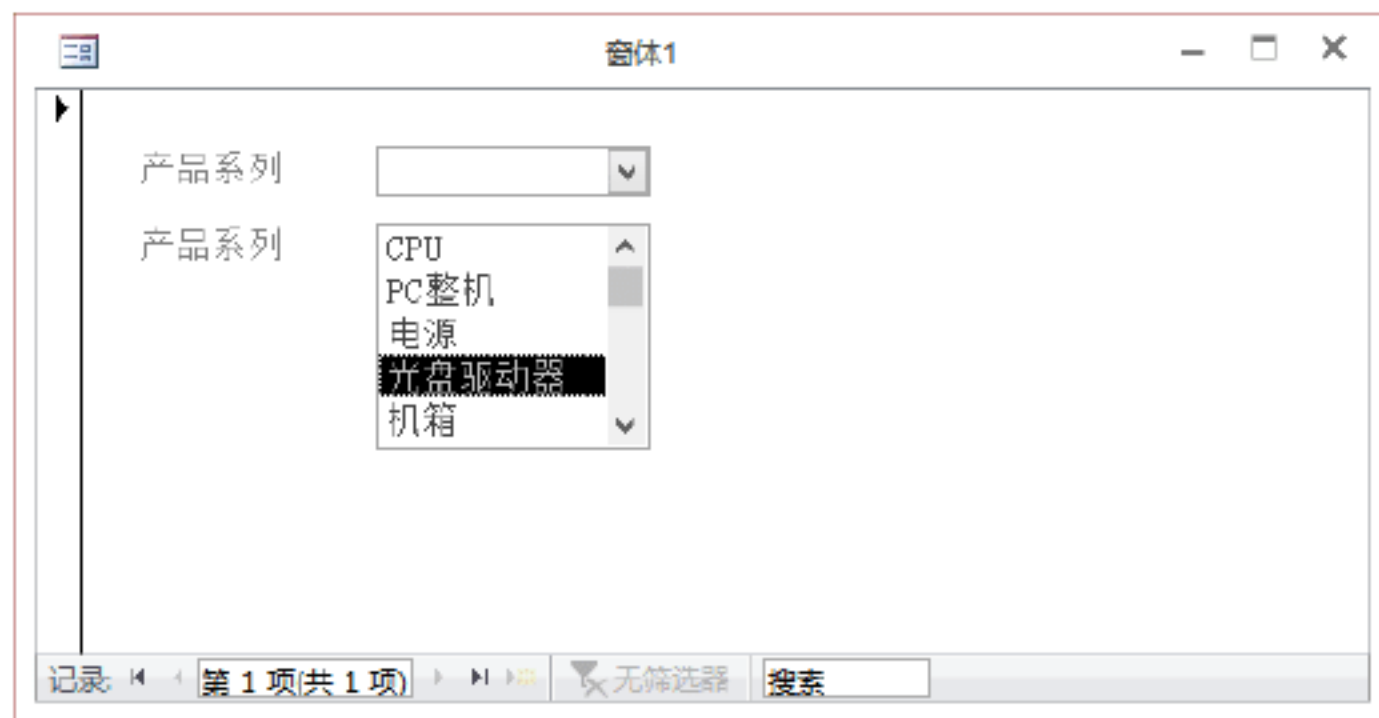 窗体1
产品系列
产品系列
CPU
PC整机
电源
光盘驱动器
机箱
记录: 第 1 项(共 1 项) 无筛选器 搜索